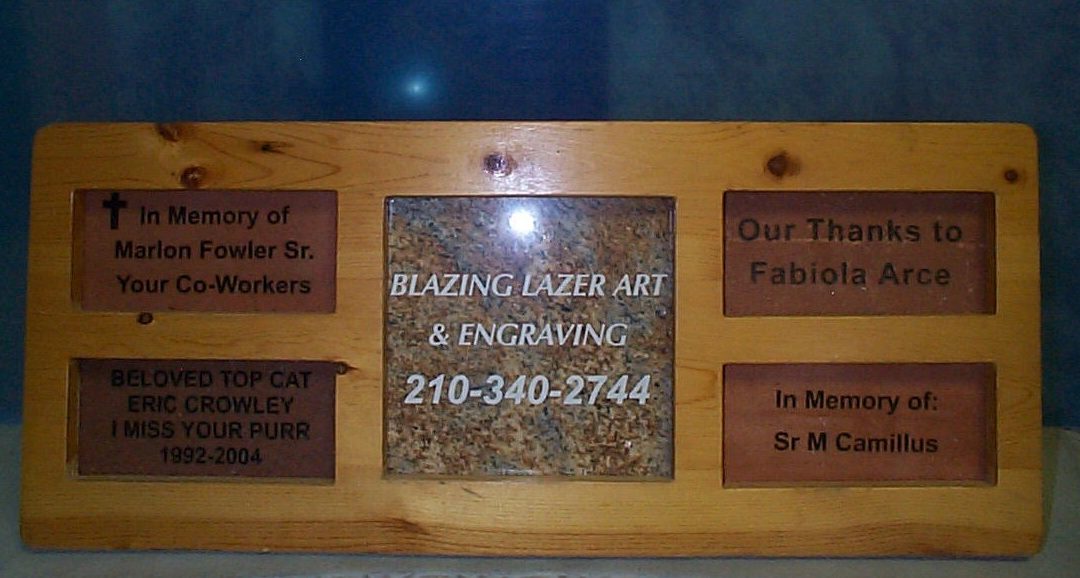 In Memory of
Marlon Fowler Sr.
Your Co-Workers
BELOVED TOP CAT
ERIC CROWLEY
I MISS YOUR PURR
1992-2004
BLAZING LAZER ART
& ENGRAVING
210-340-2744
Our Thanks to
Fabiola Arce
In Memory of:
Sr M Camillus